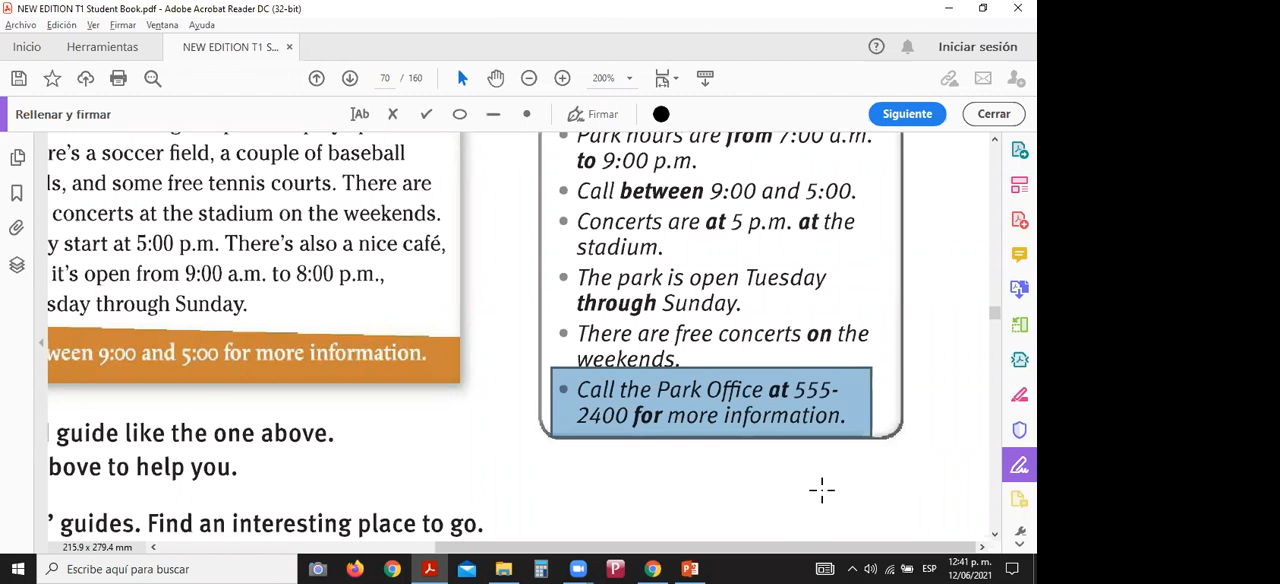 NEW EDITION T1 Student Book.pdf - Adobe Acrobat Reader DC (32-bit)
Archivo Edición Ver Firmar Ventana Ayuda
Inicio Herramientas NEW EDITION T1 S... × Iniciar sesión
70 / 160 200%
Rellenar y firmar Ab Firmar Siguiente Cerrar
re's a soccer field, a couple of baseball
ls, and some free tennis courts. There are
concerts at the stadium on the weekends.
y start at 5:00 p.m. There's also a nice café,
it's open from 9:00 a.m. to 8:00 p.m.,
sday through Sunday.
ween 9:00 and 5:00 for more information.
guide like the one above.
bove to help you.
' guides. Find an interesting place to go.
• Park hours are from 7:00 a.m.
to 9:00 p.m.
• Call between 9:00 and 5:00.
• Concerts are at 5 p.m. at the
stadium.
• The park is open Tuesday
through Sunday.
• There are free concerts on the
weekends.
• Call the Park Office at 555-
2400 for more information.
215.9 x 279.4 mm
Escribe aquí para buscar
ESP
12:41 p. m.
12/06/2021